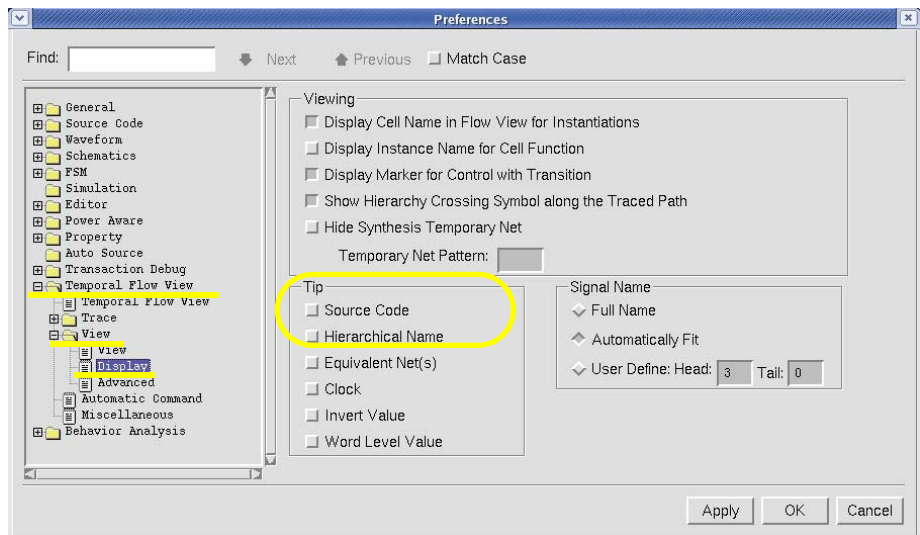 Preferences
Find:
Next
Previous
Match Case
General
Source Code
Waveform
Schematics
FSM
Simulation
Editor
Power Aware
Property
Auto Source
Transaction Debug
Temporal Flow View
Temporal Flow View
Trace
View
View
Display
Advanced
Automatic Command
Miscellaneous
Behavior Analysis
Viewing
Display Cell Name in Flow View for Instantiations
Display Instance Name for Cell Function
Display Marker for Control with Transition
Show Hierarchy Crossing Symbol along the Traced Path
Hide Synthesis Temporary Net
Temporary Net Pattern:
Tip
Source Code
Hierarchical Name
Equivalent Net(s)
Clock
Invert Value
Word Level Value
Signal Name
Full Name
Automatically Fit
User Define: Head: 3 Tail: 0
Apply
OK
Cancel